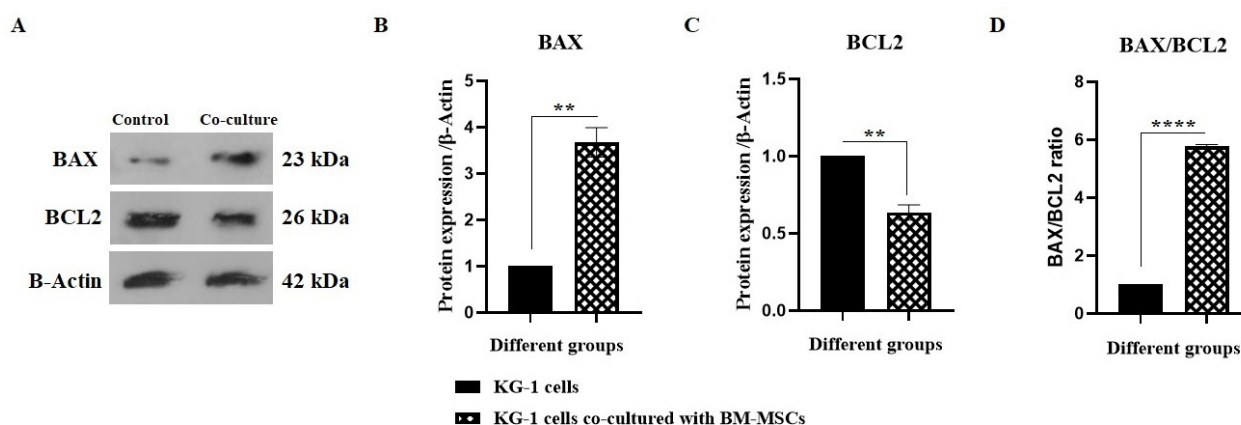 A
Control Co-culture
BAX 23 kDa
BCL2 26 kDa
B-Actin 42 kDa
B
BAX
Protein expression /β-Actin
5
4
3
2
1
0
**
Different groups
C
BCL2
Protein expression /β-Actin
1.5
1.0
0.5
0.0
**
Different groups
D
BAX/BCL2
BAX/BCL2 ratio
8
6
4
2
0
****
Different groups
KG-1 cells
KG-1 cells co-cultured with BM-MSCs